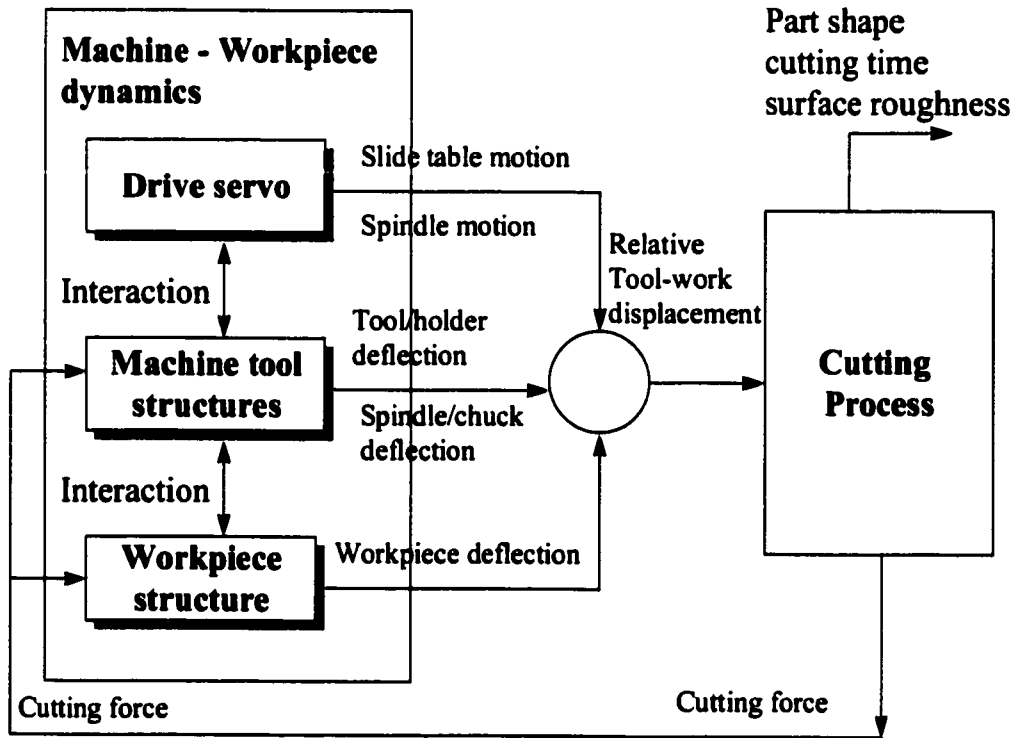 Machine - Workpiece
dynamics
Drive servo
Interaction
Machine tool
structures
Interaction
Workpiece
structure
Slide table motion
Spindle motion
Tool/holder
deflection
Spindle/chuck
deflection
Workpiece deflection
Relative
Tool-work
displacement
Part shape
cutting time
surface roughness
Cutting
Process
Cutting force
Cutting force